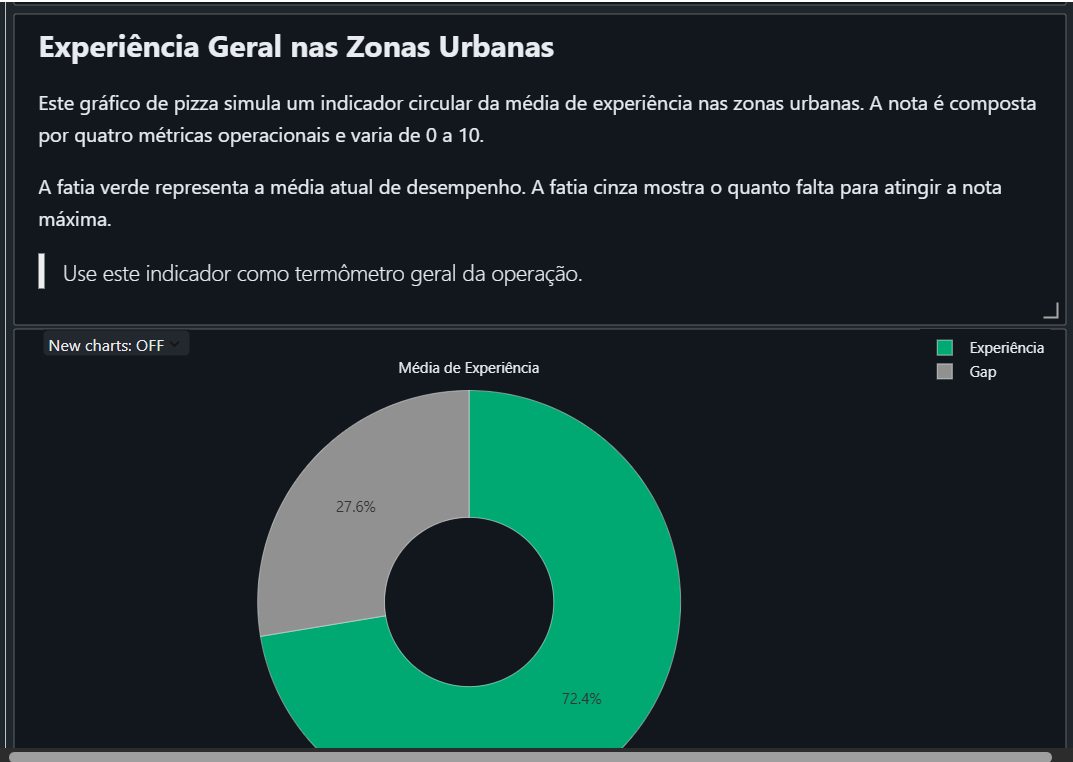 Experiência Geral nas Zonas Urbanas
Este gráfico de pizza simula um indicador circular da média de experiência nas zonas urbanas. A nota é composta
por quatro métricas operacionais e varia de 0 a 10.
A fatia verde representa a média atual de desempenho. A fatia cinza mostra o quanto falta para atingir a nota
máxima.
Use este indicador como termômetro geral da operação.
New charts: OFF
Média de Experiência
Experiência
Gap
27.6%
72.4%